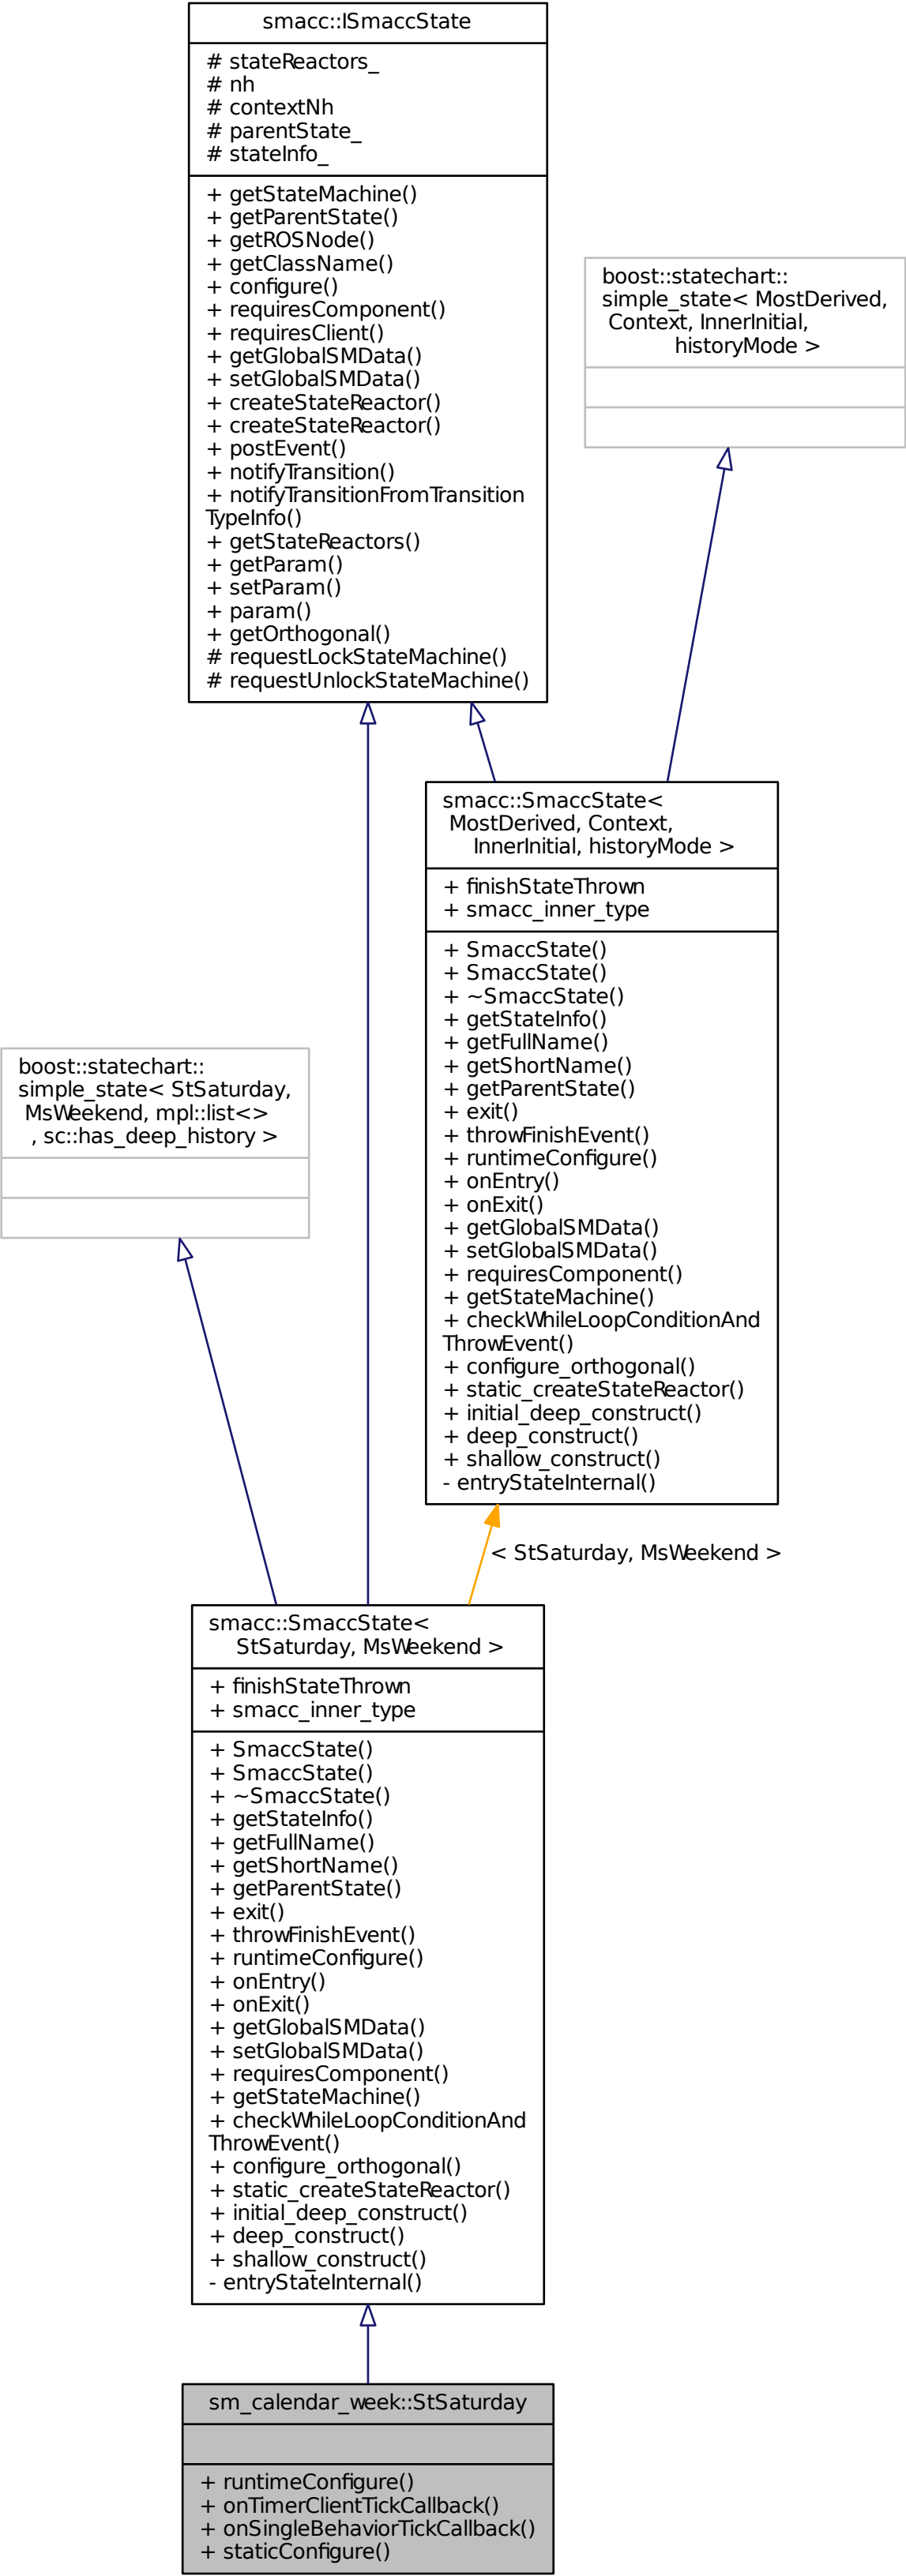 smacc::ISmaccState
# stateReactors_
# nh
# contextNh
# parentState_
# stateInfo_
+ getStateMachine()
+ getParentState()
+ getROSNode()
+ getClassName()
+ configure()
+ requiresComponent()
+ requiresClient()
+ getGlobalSMData()
+ setGlobalSMData()
+ createStateReactor()
+ createStateReactor()
+ postEvent()
+ notifyTransition()
+ notifyTransitionFromTransition
TypeInfo()
+ getStateReactors()
+ getParam()
+ setParam()
+ param()
+ getOrthogonal()
# requestLockStateMachine()
# requestUnlockStateMachine()
boost::statechart::
simple_state< MostDerived,
Context, InnerInitial,
historyMode >
smacc::SmaccState<
MostDerived, Context,
InnerInitial, historyMode >
+ finishStateThrown
+ smacc_inner_type
+ SmaccState()
+ SmaccState()
+ ~SmaccState()
+ getStateInfo()
+ getFullName()
+ getShortName()
+ getParentState()
+ exit()
+ throwFinishEvent()
+ runtimeConfigure()
+ onEntry()
+ onExit()
+ getGlobalSMData()
+ setGlobalSMData()
+ requiresComponent()
+ getStateMachine()
+ checkWhileLoopConditionAnd
ThrowEvent()
+ configure_orthogonal()
+ static_createStateReactor()
+ initial_deep_construct()
+ deep_construct()
+ shallow_construct()
- entryStateInternal()
boost::statechart::
simple_state< StSaturday,
MsWeekend, mpl::list<>
, sc::has_deep_history >
< StSaturday, MsWeekend >
smacc::SmaccState<
StSaturday, MsWeekend >
+ finishStateThrown
+ smacc_inner_type
+ SmaccState()
+ SmaccState()
+ ~SmaccState()
+ getStateInfo()
+ getFullName()
+ getShortName()
+ getParentState()
+ exit()
+ throwFinishEvent()
+ runtimeConfigure()
+ onEntry()
+ onExit()
+ getGlobalSMData()
+ setGlobalSMData()
+ requiresComponent()
+ getStateMachine()
+ checkWhileLoopConditionAnd
ThrowEvent()
+ configure_orthogonal()
+ static_createStateReactor()
+ initial_deep_construct()
+ deep_construct()
+ shallow_construct()
- entryStateInternal()
sm_calendar_week::StSaturday
+ runtimeConfigure()
+ onTimerClientTickCallback()
+ onSingleBehaviorTickCallback()
+ staticConfigure()